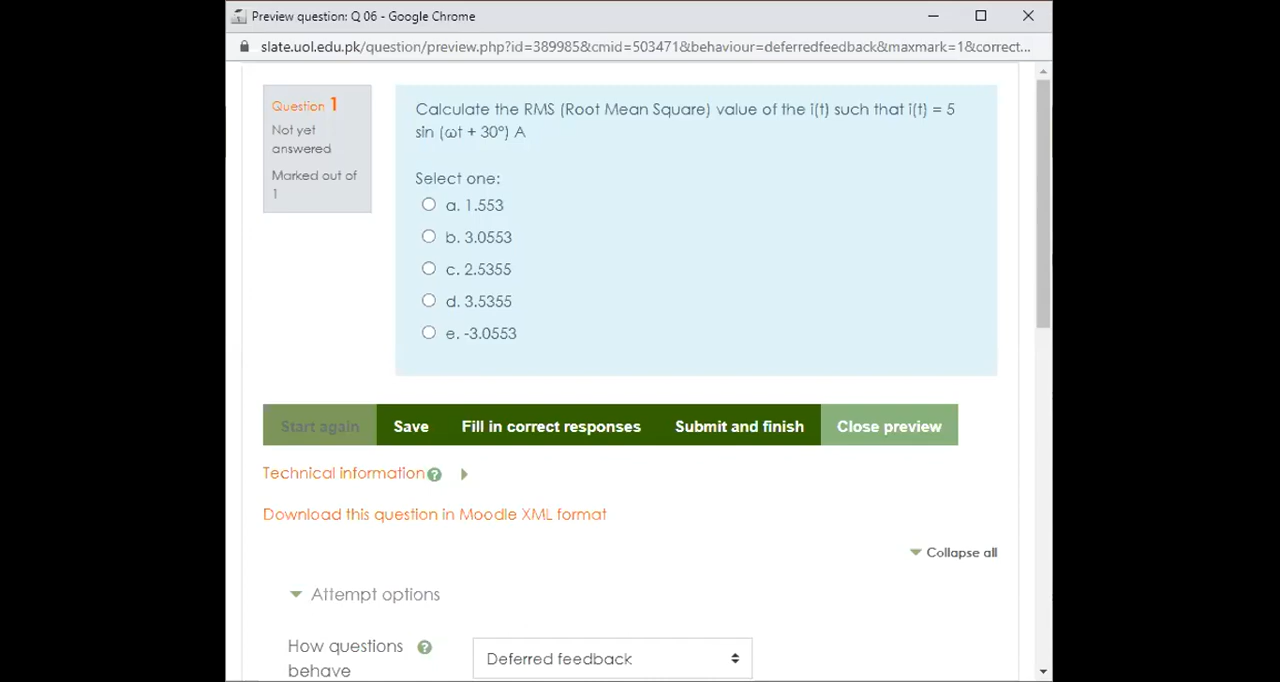 Preview question: Q 06 - Google Chrome
slate.uol.edu.pk/question/preview.php?id=389985&cmid=503471&behaviour=deferredfeedback&maxmark=1&correct...
Question 1
Not yet
answered
Marked out of
1
Calculate the RMS (Root Mean Square) value of the i(t) such that i(t) = 5
sin (ωt + 30°) A
Select one:
a. 1.553
b. 3.0553
c. 2.5355
d. 3.5355
e. -3.0553
Start again Save Fill in correct responses Submit and finish Close preview
Technical information
Download this question in Moodle XML format
Collapse all
Attempt options
How questions
behave
Deferred feedback